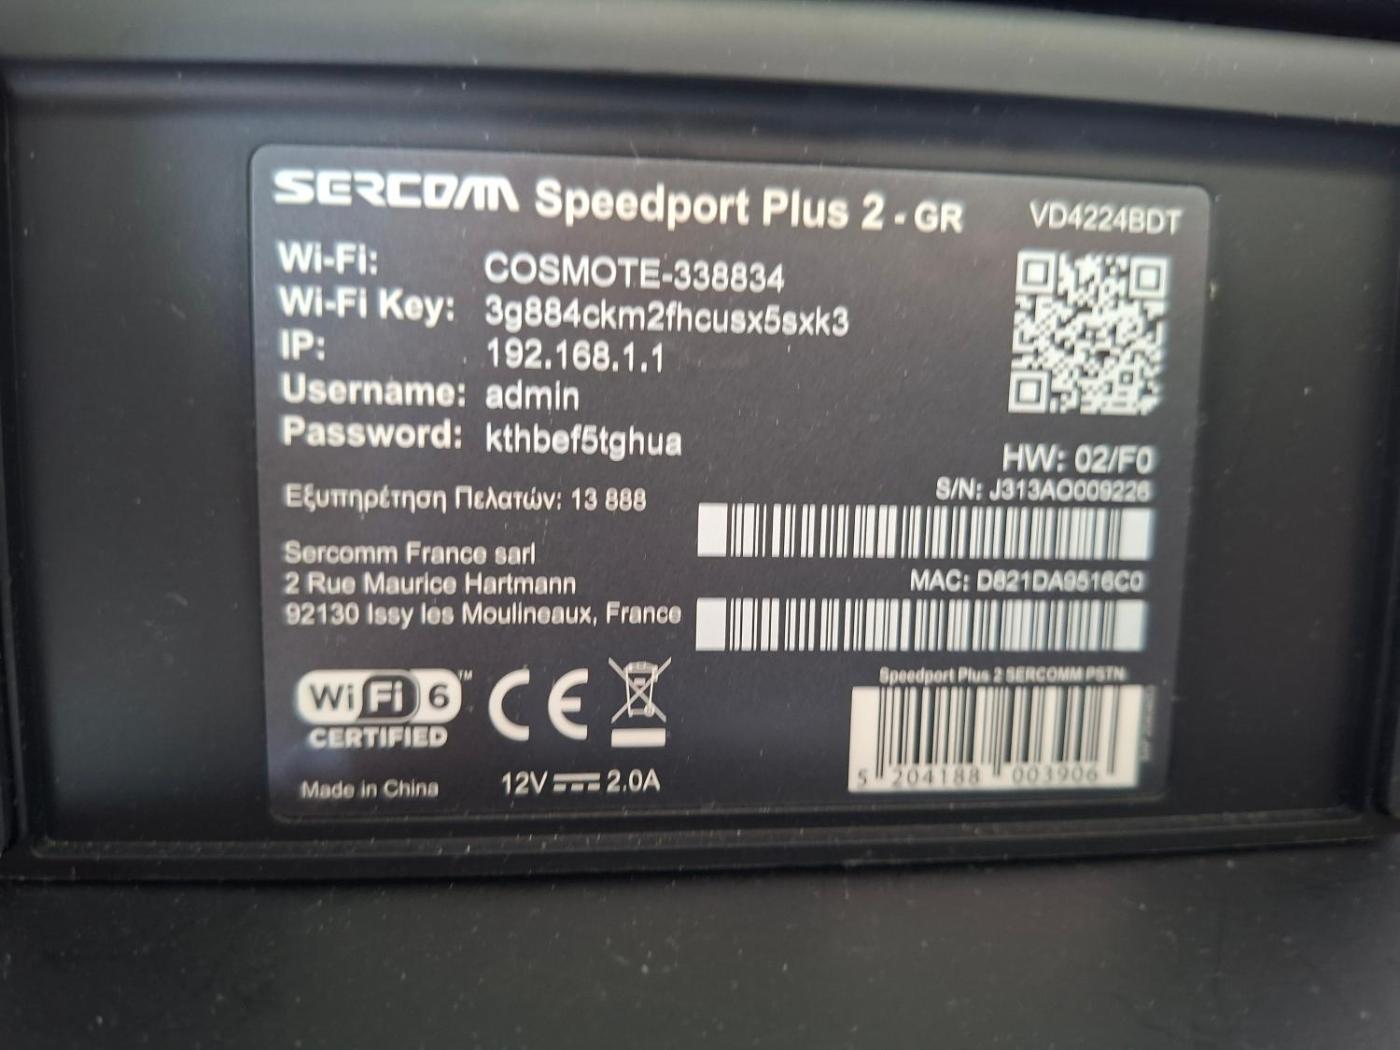 SERCOMM Speedport Plus 2 - GR VD4224BDT
Wi-Fi: COSMOTE-338834
Wi-Fi Key: 3g884ckm2fhcusx5sxk3
IP: 192.168.1.1
Username: admin
Password: kthbef5tghua
HW: 02/F0
S/N: J313AO009226
Εξυπηρέτηση Πελατών: 13 888
Sercomm France sarl
2 Rue Maurice Hartmann
92130 Issy les Moulineaux, France
MAC: D821DA9516C0
Speedport Plus 2 SERCOMM PSTN
WiFi 6™
CERTIFIED
CE
Made in China
12V 2.0A
5 204188 003906